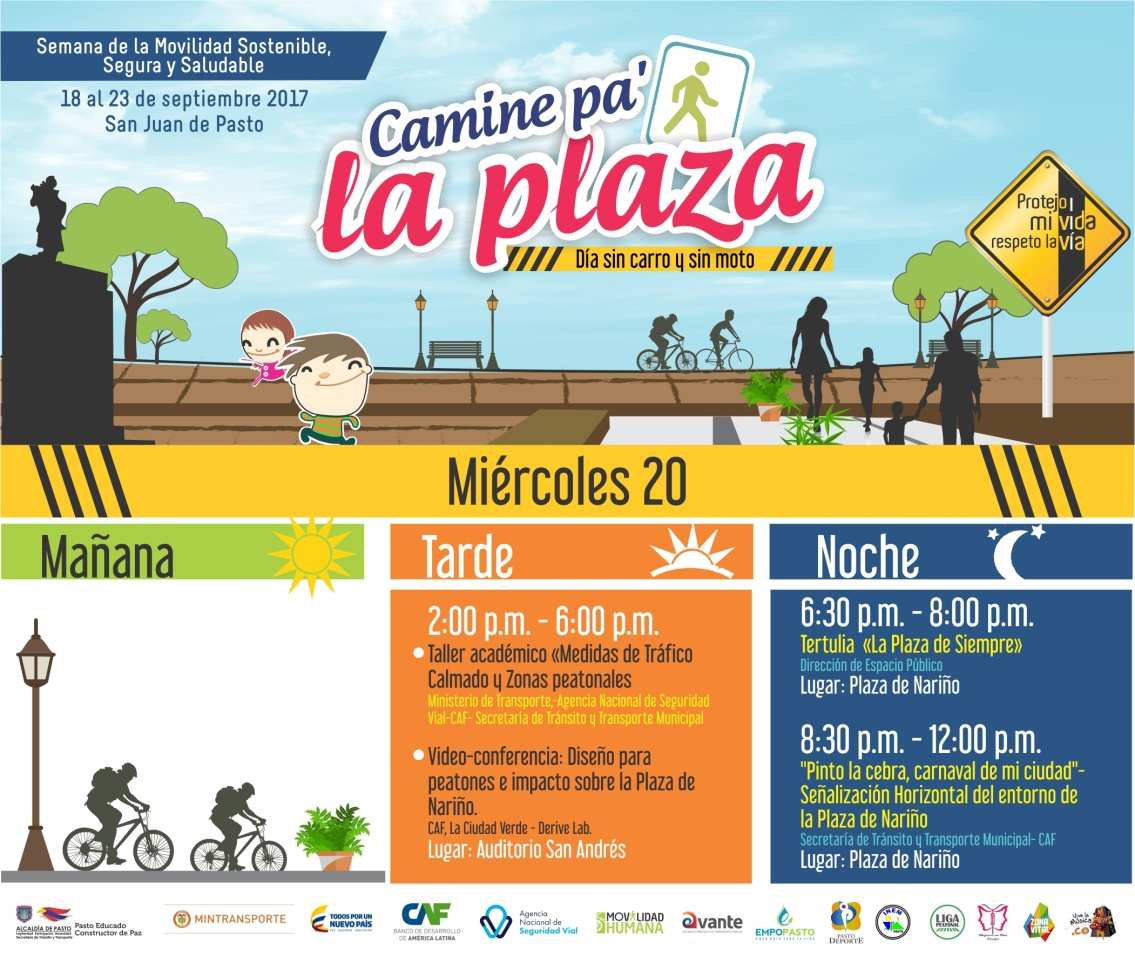 Semana de la Movilidad Sostenible,
Segura y Saludable
18 al 23 de septiembre 2017
San Juan de Pasto
Camine pa'
la plaza
Día sin carro y sin moto
Protejo
mi vida
respeto la vía
Miércoles 20
Mañana
Tarde
2:00 p.m. - 6:00 p.m.
Taller académico «Medidas de Tráfico
Calmado y Zonas peatonales
Ministerio de Transporte,-Agencia Nacional de Seguridad
Vial-CAF- Secretaría de Tránsito y Transporte Municipal
Video-conferencia: Diseño para
peatones e impacto sobre la Plaza de
Nariño.
CAF, La Ciudad Verde - Derive Lab.
Lugar: Auditorio San Andrés
Noche
6:30 p.m. - 8:00 p.m.
Tertulia «La Plaza de Siempre»
Dirección de Espacio Público
Lugar: Plaza de Nariño
8:30 p.m. - 12:00 p.m.
"Pinto la cebra, carnaval de mi ciudad"-
Señalización Horizontal del entorno de
la Plaza de Nariño
Secretaría de Tránsito y Transporte Municipal- CAF
Lugar: Plaza de Nariño
ALCALDÍA DE PASTO
Pasto Educado
Constructor de Paz
MINTRANSPORTE
TODOS POR UN
NUEVO PAÍS
CAF
BANCO DE DESARROLLO
DE AMÉRICA LATINA
Agencia
Nacional de
Seguridad Vial
MOVILIDAD
HUMANA
avante
EMPOPASTO
PASTO
DEPORTE
INEM
LIGA
PEATONAL
ZONA
VITAL
Viva la
Música
.CO